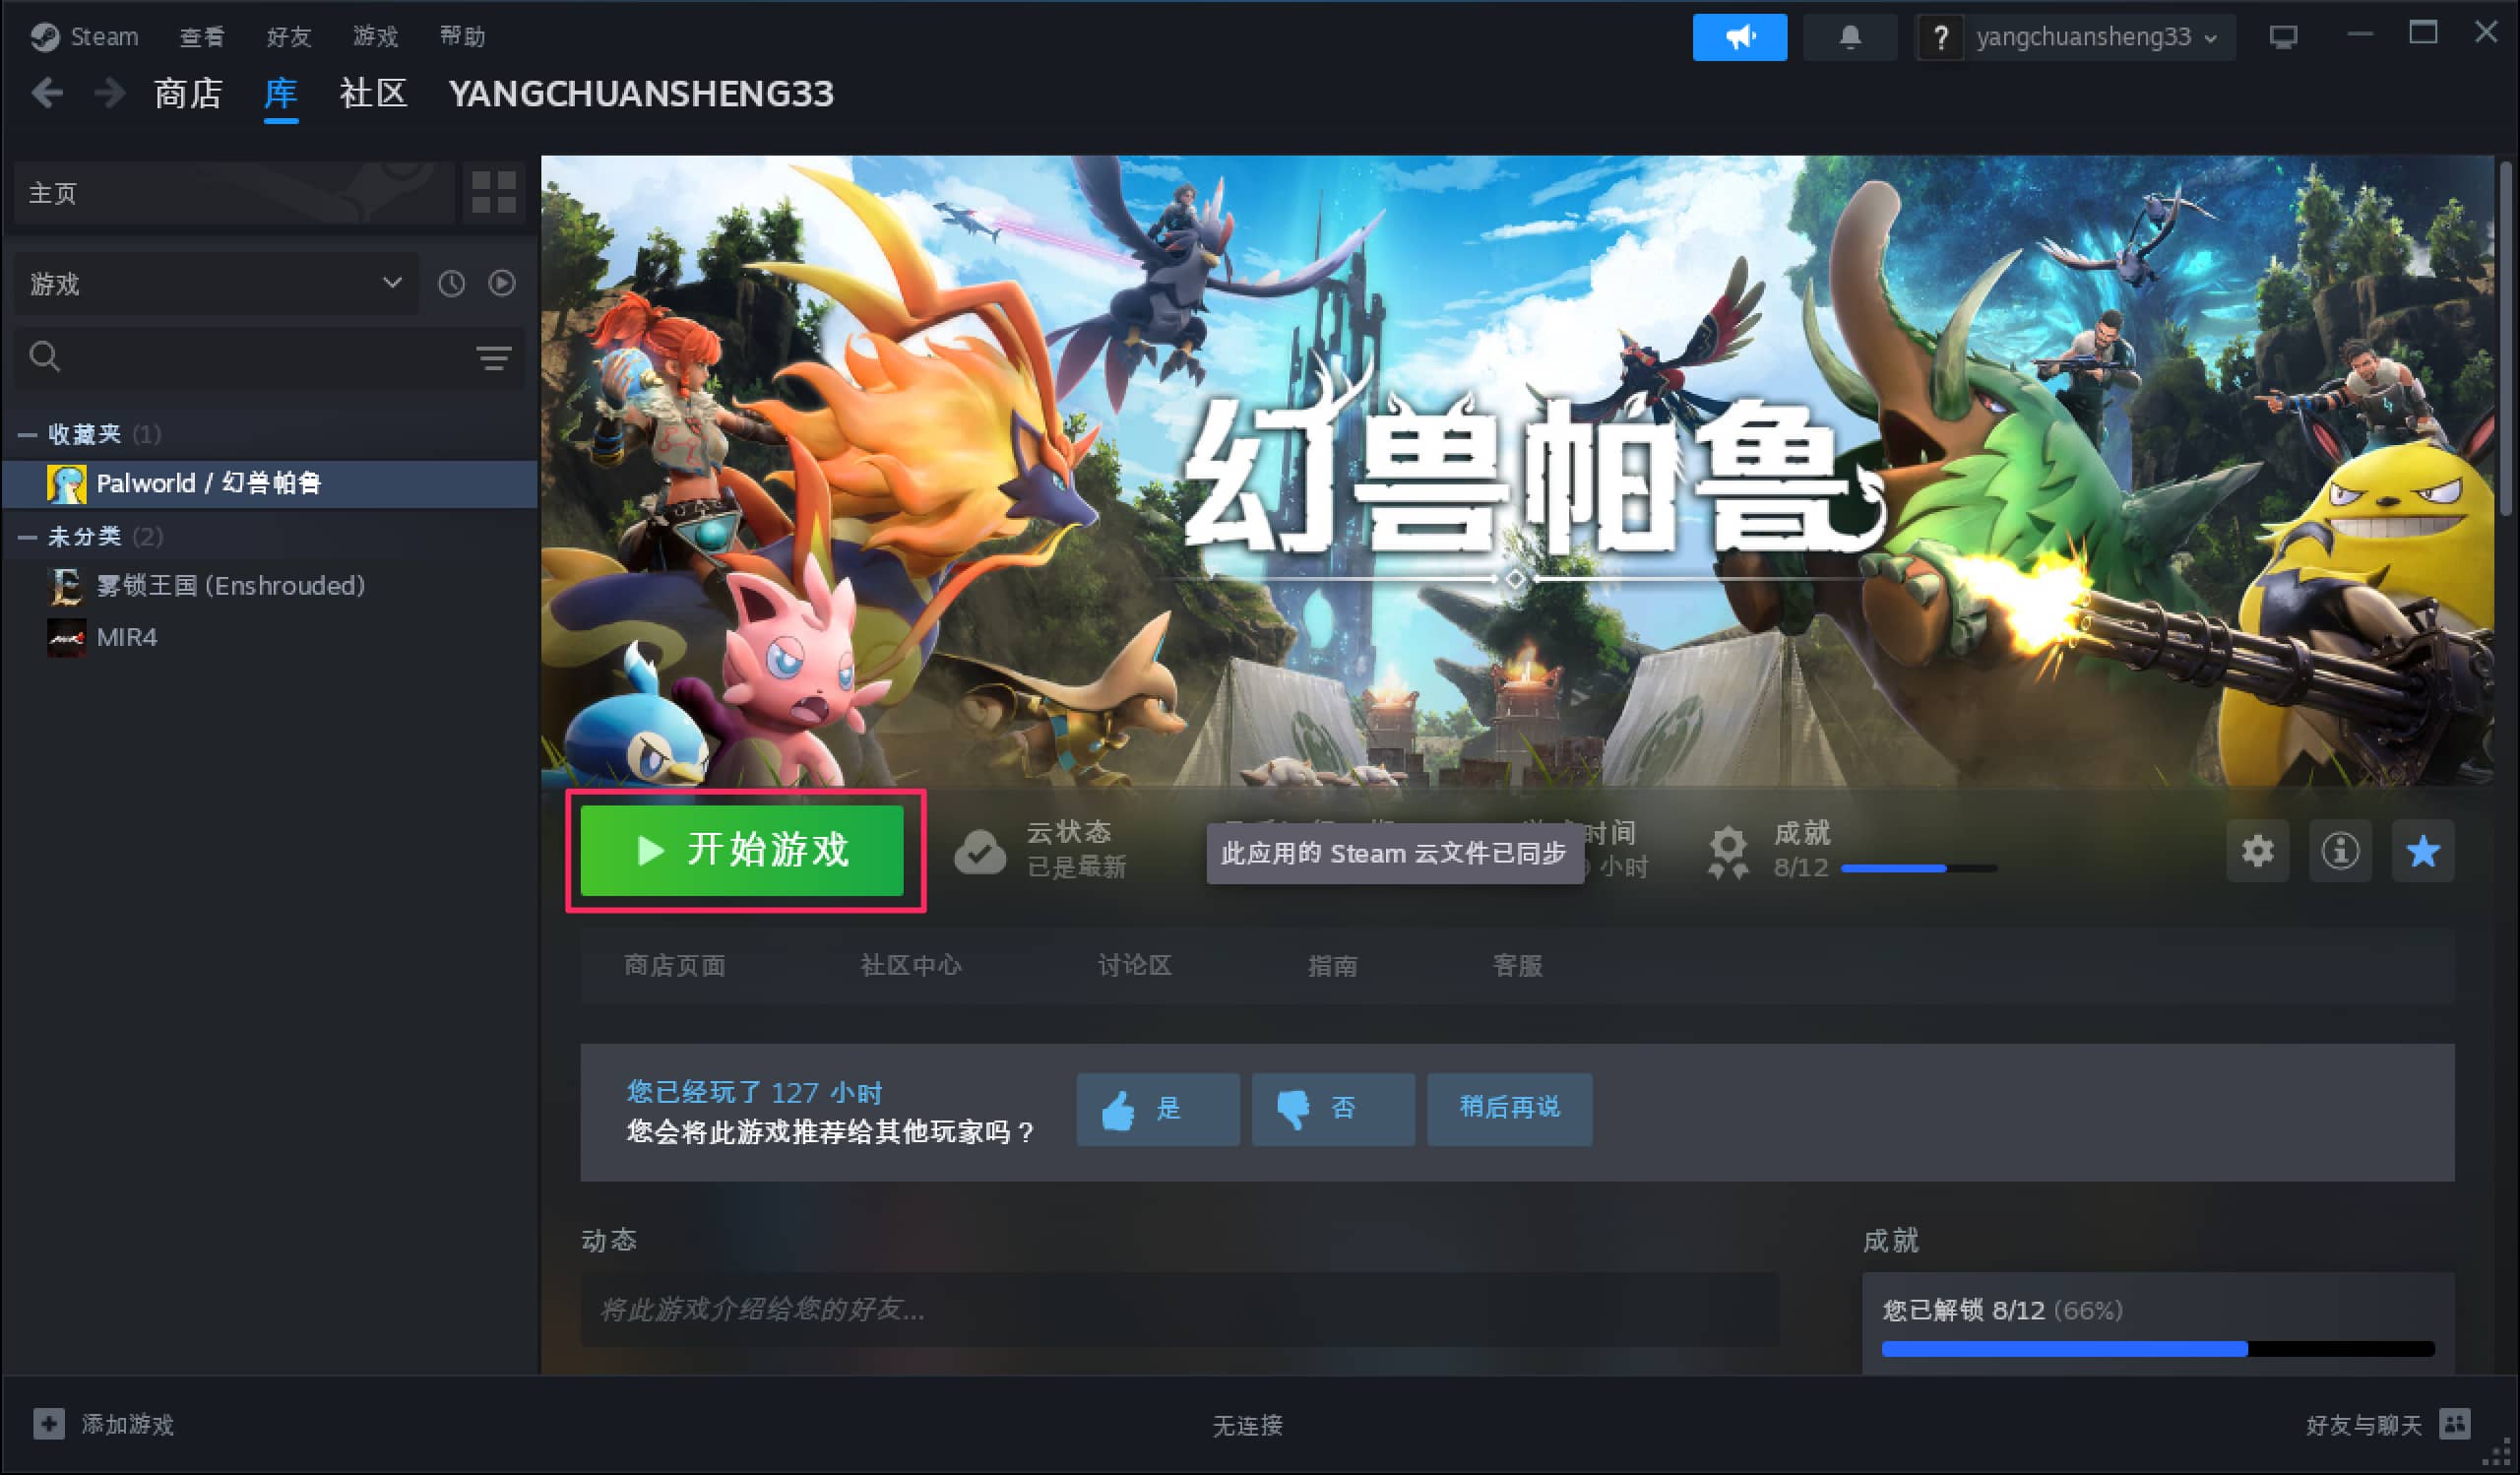 Steam 查看 好友 游戏 帮助
? yangchuansheng33
商店 库 社区 YANGCHUANSHENG33
主页
游戏
收藏夹 (1)
Palworld / 幻兽帕鲁
未分类 (2)
雾锁王国 (Enshrouded)
MIR4
幻兽帕鲁
开始游戏
云状态
已是最新
此应用的 Steam 云文件已同步
时间
小时
成就
8/12
商店页面 社区中心 讨论区 指南 客服
您已经玩了 127 小时
您会将此游戏推荐给其他玩家吗？
是 否 稍后再说
动态
将此游戏介绍给您的好友...
成就
您已解锁 8/12 (66%)
添加游戏 无连接 好友与聊天